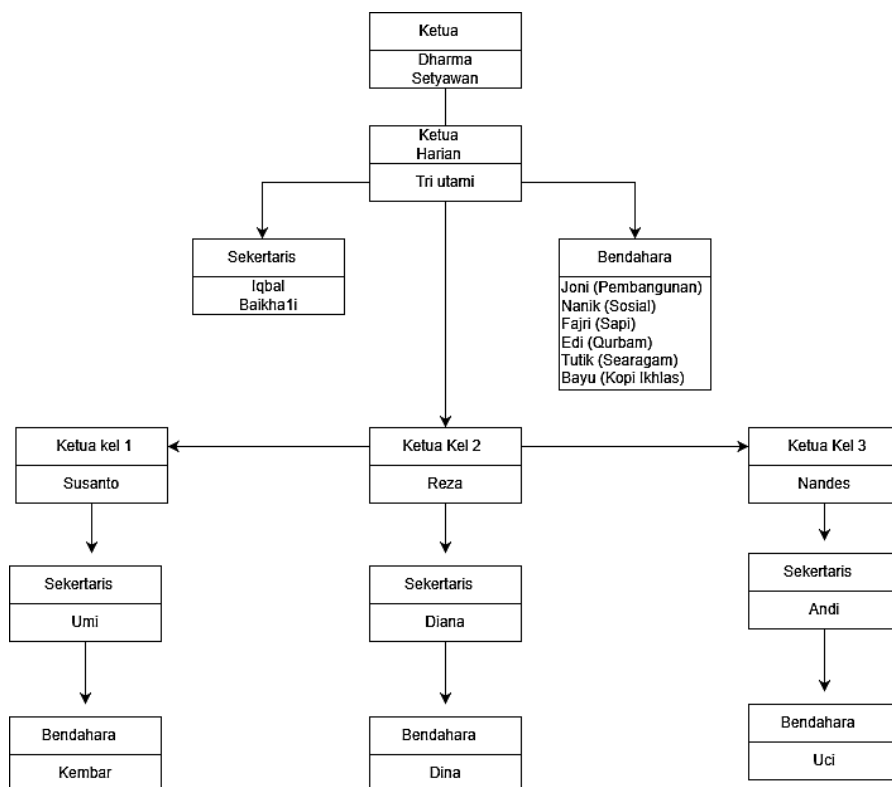 Ketua
Dharma
Setyawan
Ketua
Harian
Tri utami
Sekertaris
Iqbal
Baikha1i
Bendahara
Joni (Pembangunan)
Nanik (Sosial)
Fajri (Sapi)
Edi (Qurbam)
Tutik (Searagam)
Bayu (Kopi Ikhlas)
Ketua kel 1
Susanto
Ketua Kel 2
Reza
Ketua Kel 3
Nandes
Sekertaris
Umi
Sekertaris
Diana
Sekertaris
Andi
Bendahara
Kembar
Bendahara
Dina
Bendahara
Uci